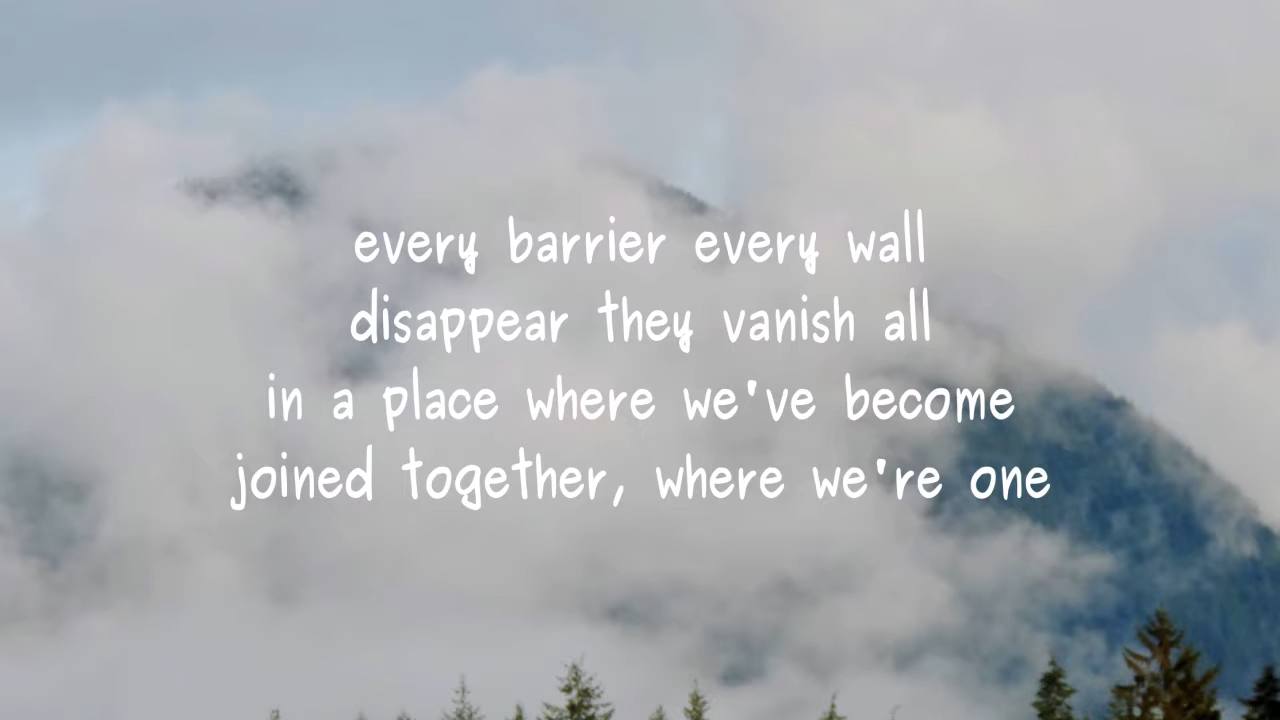 every barrier every wall
disappear they vanish all
in a place where we've become
joined together, where we're one